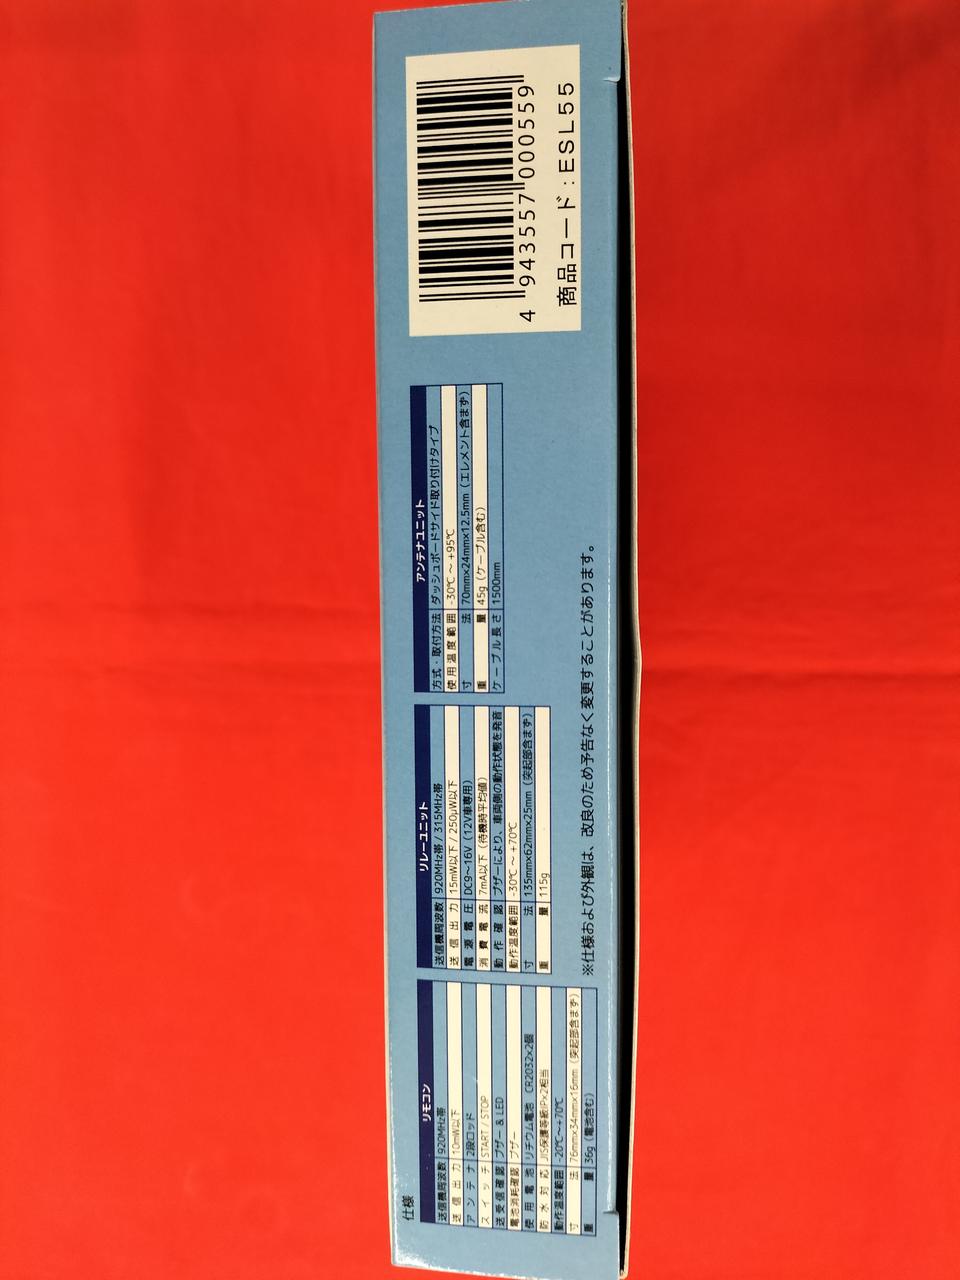 仕様
リモコン
送信機周波数 920MHz帯
送信出力 10mW以下
アンテナ 2段ロッド
スイッチ START / STOP
送受信確認 ブザー & LED
電池消耗確認 ブザー
使用電池 リチウム電池 CR2032x2個
防水対応 JIS保護等級IP×2相当
動作温度範囲 -20℃~+70℃
寸法 76mm×34mm×16mm（突起部含まず）
重量 36g（電池含む）
リレーユニット
送信機周波数 920MHz帯 / 315MHz帯
送信出力 15mW以下 / 250μW以下
電源電圧 DC9~16V（12V車専用）
消費電流 7mA以下（待機時平均値）
動作確認 ブザーにより、車両側の動作状態を発音
動作温度範囲 -30℃ ~ +70℃
寸法 135mm×62mm×25mm（突起部含まず）
重量 115g
アンテナユニット
方式・取付方法 ダッシュボードサイド取り付けタイプ
使用温度範囲 -30℃ ~ +95℃
寸法 70mm×24mm×12.5mm（エレメント含まず）
重量 45g（ケーブル含む）
ケーブル長さ 1500mm
※仕様および外観は、改良のため予告なく変更することがあります。
4 943557 000559
商品コード：ESL55